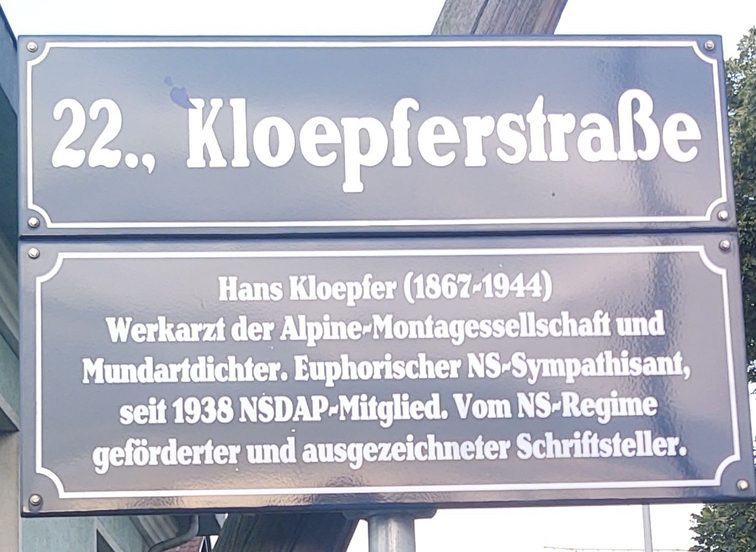 22., Kloepferstraße
Hans Kloepfer (1867-1944)
Werkarzt der Alpine-Montagessellschaft und
Mundartdichter. Euphorischer NS-Sympathisant,
seit 1938 NSDAP-Mitglied. Vom NS-Regime
geförderter und ausgezeichneter Schriftsteller.